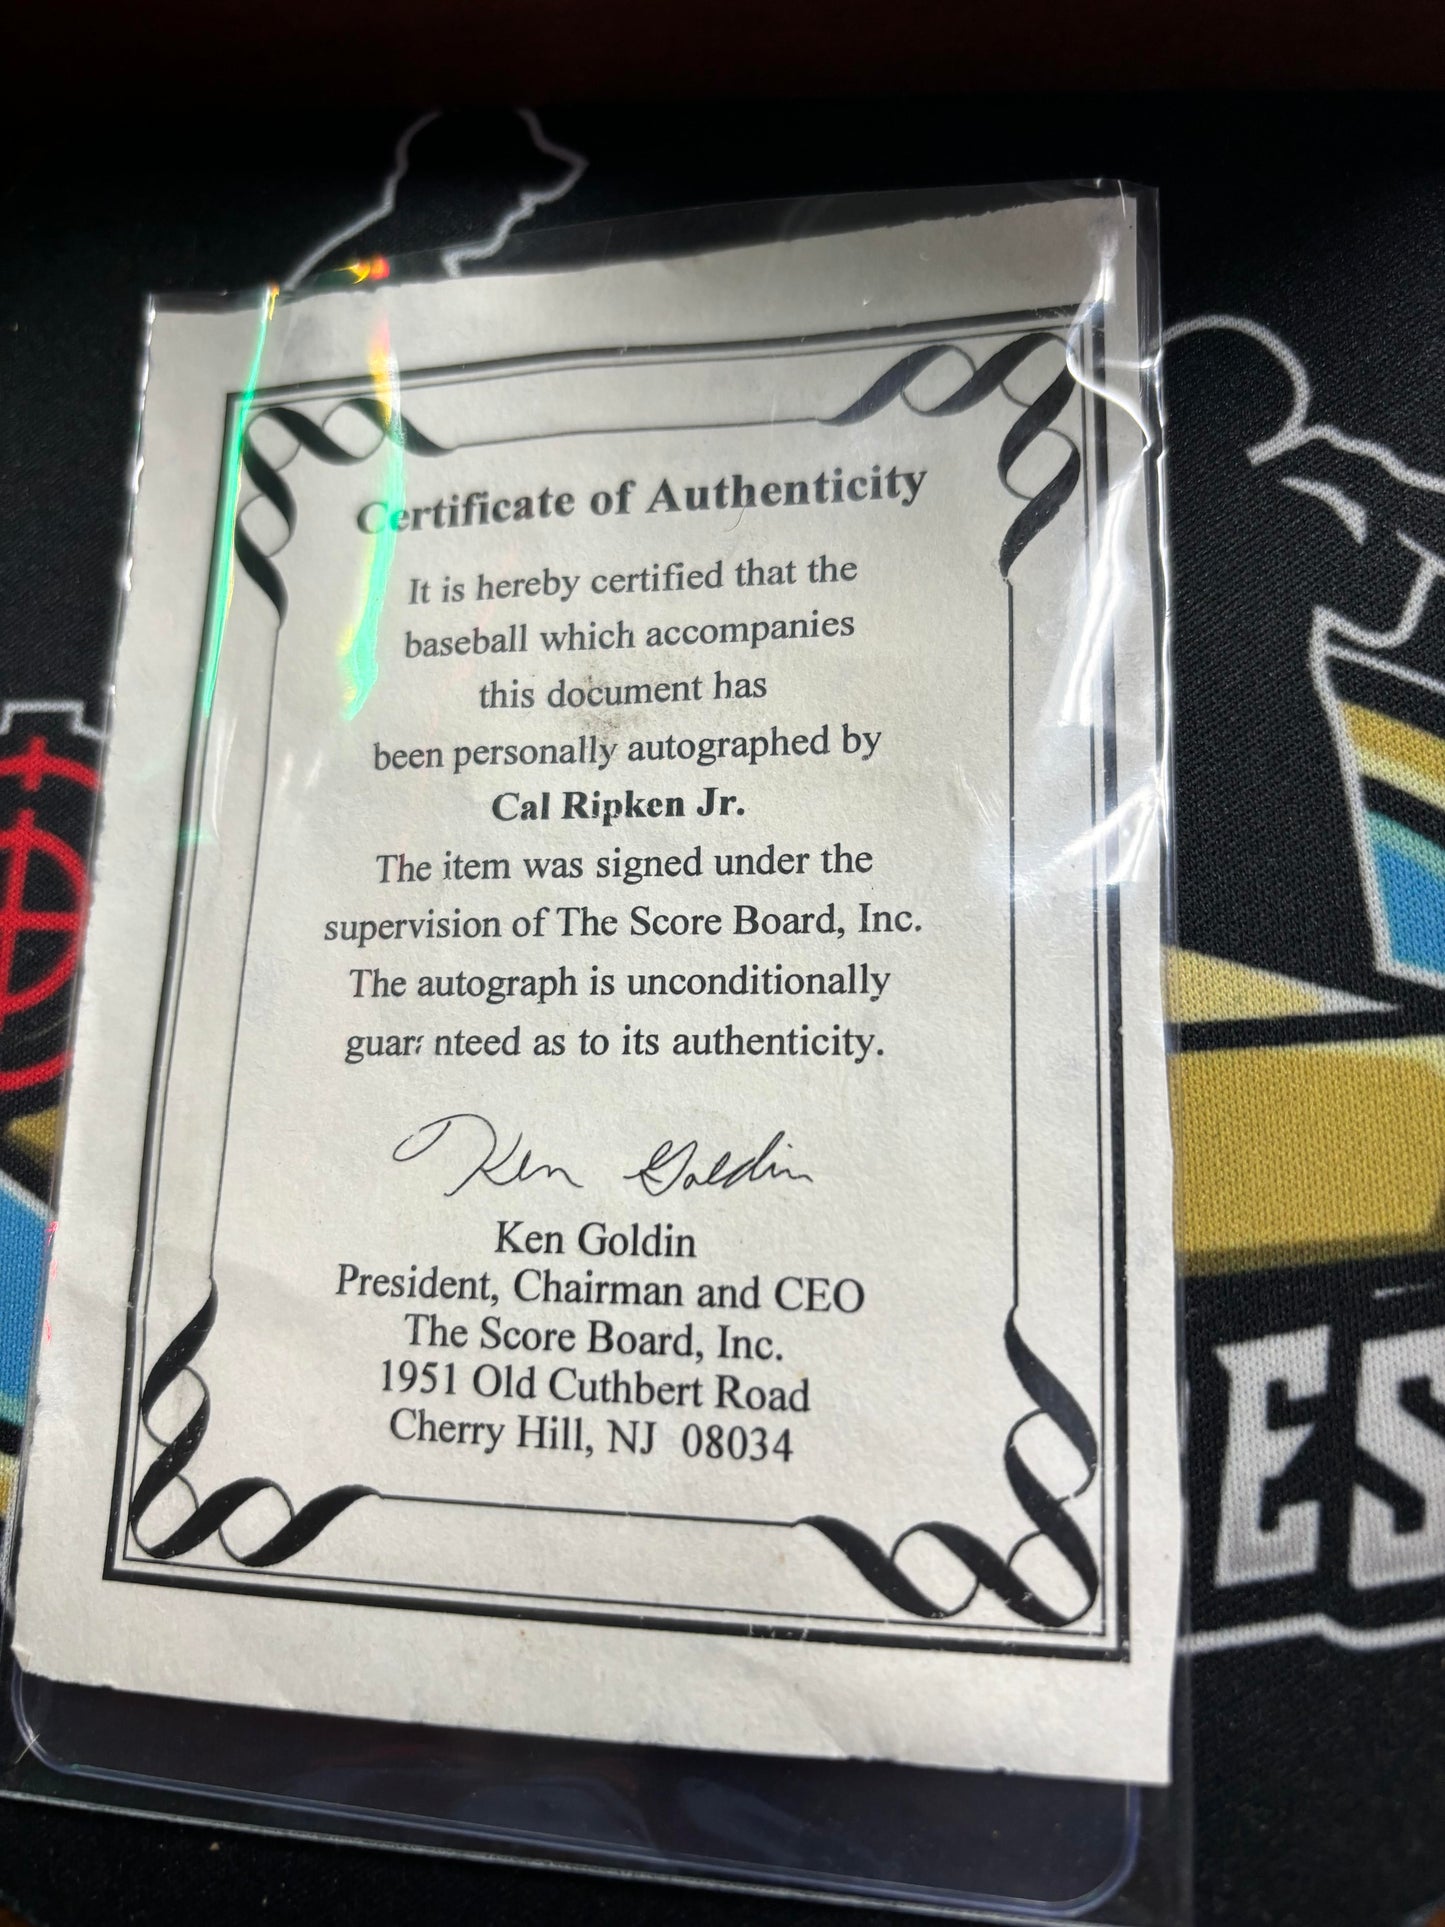 Certificate of Authenticity
It is hereby certified that the
baseball which accompanies
this document has
been personally autographed by
Cal Ripken Jr.
The item was signed under the
supervision of The Score Board, Inc.
The autograph is unconditionally
guar nteed as to its authenticity.
Ken Goldin
Ken Goldin
President, Chairman and CEO
The Score Board, Inc.
1951 Old Cuthbert Road
Cherry Hill, NJ 08034
ES